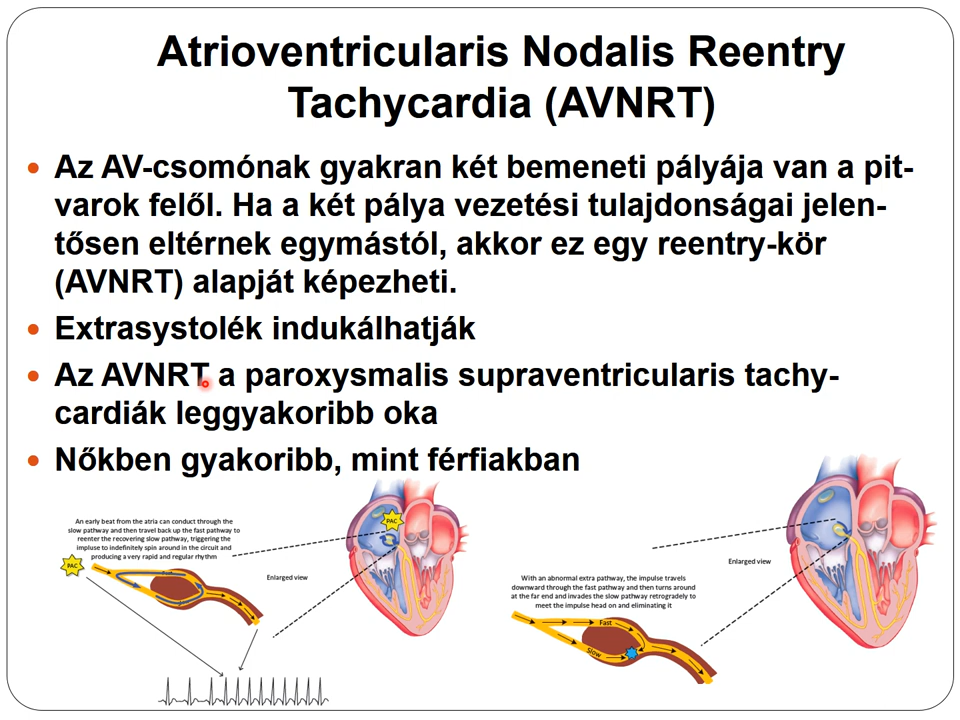 Atrioventricularis Nodalis Reentry
Tachycardia (AVNRT)
Az AV-csomónak gyakran két bemeneti pályája van a pit-
varok felől. Ha a két pálya vezetési tulajdonságai jelen-
tősen eltérnek egymástól, akkor ez egy reentry-kör
(AVNRT) alapját képezheti.
Extrasystolék indukálhatják
Az AVNRT a paroxysmalis supraventricularis tachy-
cardiák leggyakoribb oka
Nőkben gyakoribb, mint férfiakban
An early beat from the atria can conduct through the
slow pathway and then travel back up the fast pathway to
reenter the recovering slow pathway, triggering the
impluse to indefinitely spin around in the circuit and
producing a very rapid and regular rhythm
PAC
PAC
Enlarged view
Enlarged view
With an abnormal extra pathway, the impulse travels
downward through the fast pathway and then turns around
at the far end and invades the slow pathway retrogradely to
meet the impulse head on and eliminating it
Fast
Slow